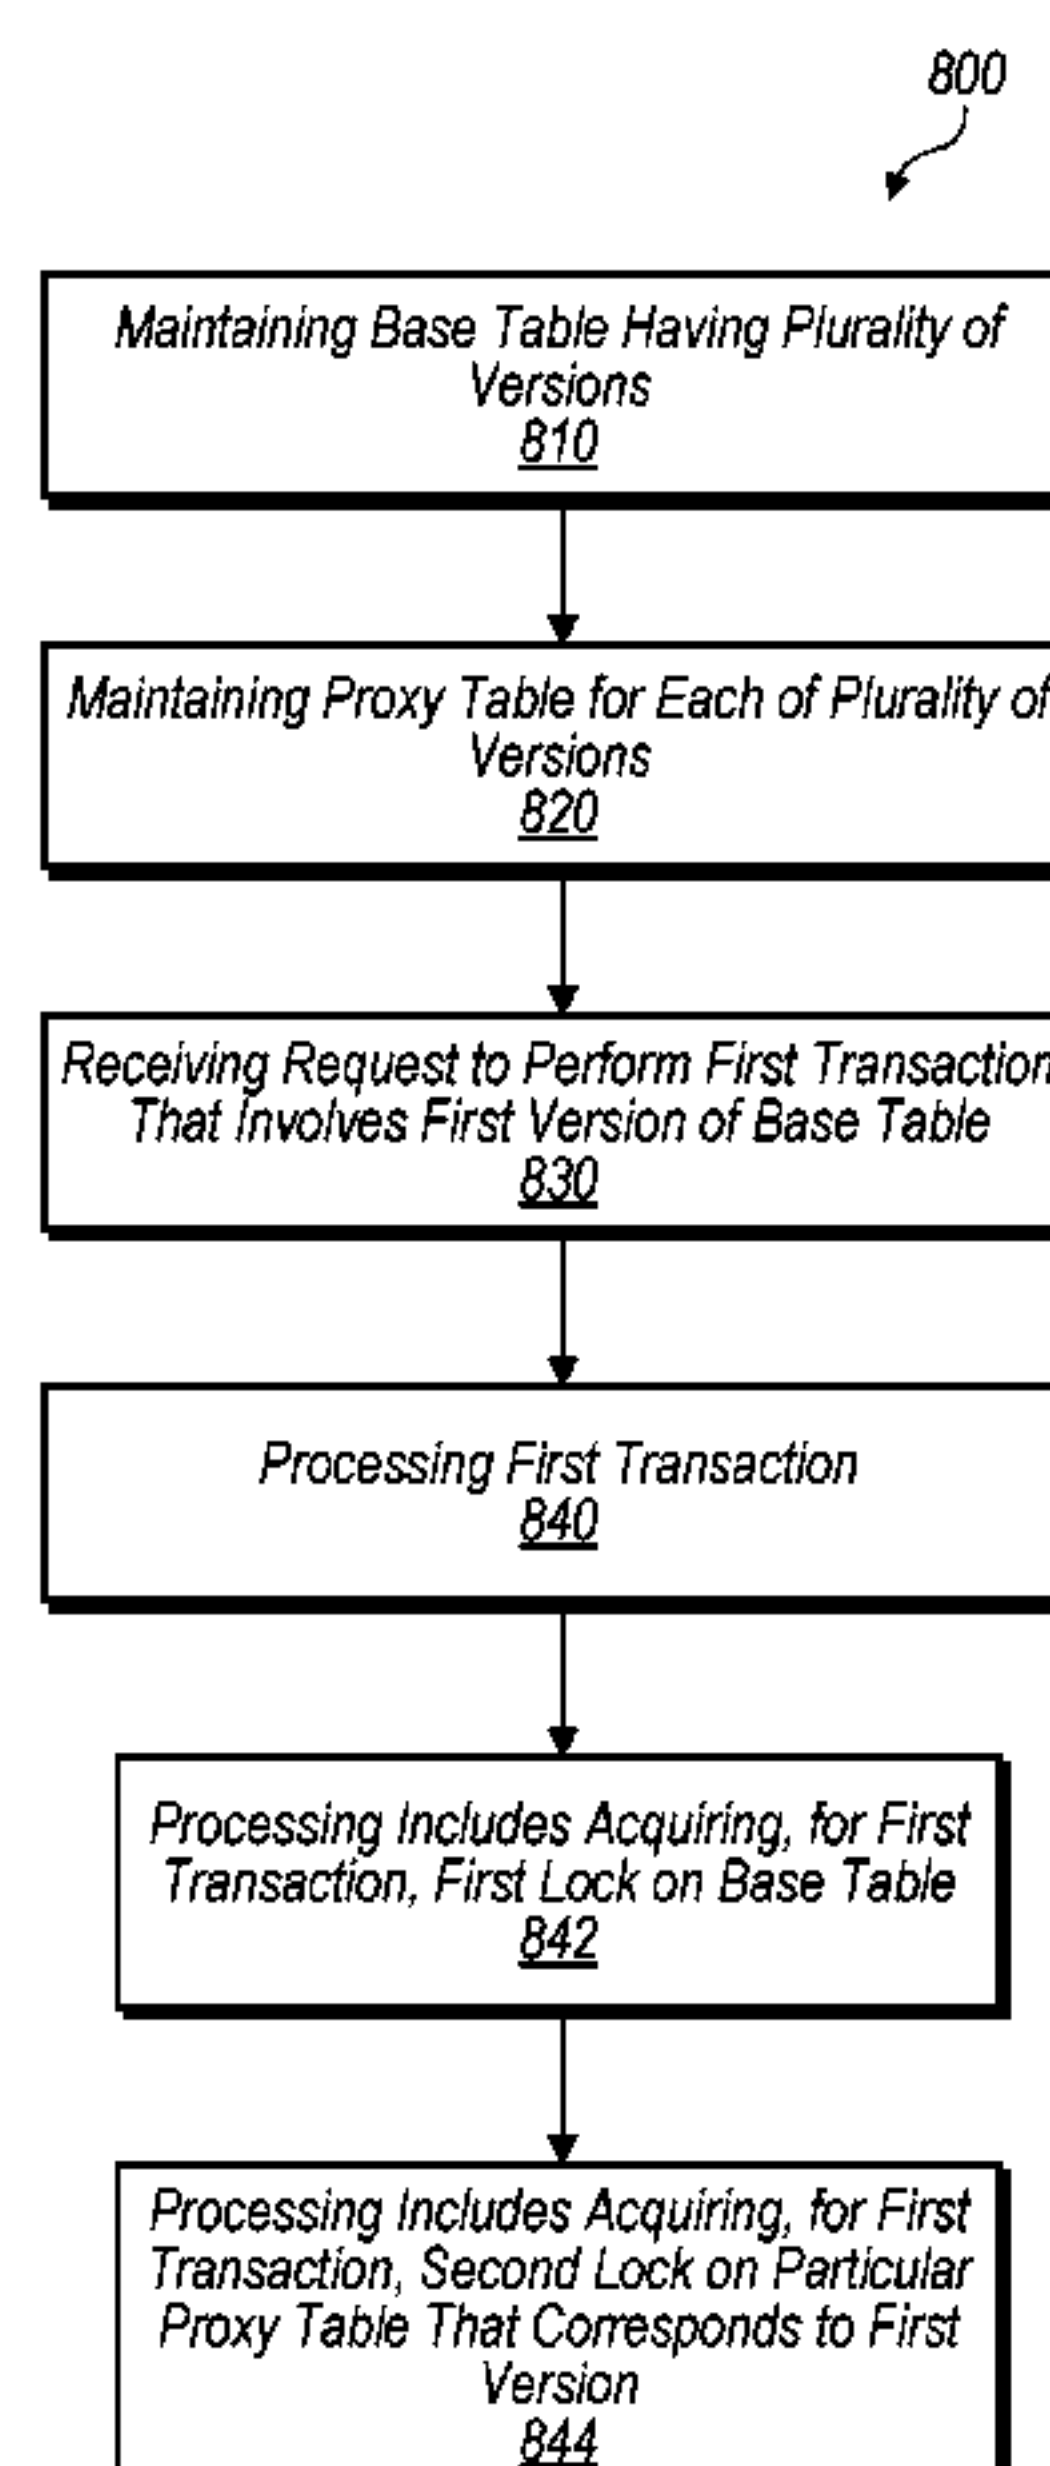 800
Maintaining Base Table Having Plurality of
Versions
810
Maintaining Proxy Table for Each of Plurality of
Versions
820
Receiving Request to Perform First Transaction
That Involves First Version of Base Table
830
Processing First Transaction
840
Processing Includes Acquiring, for First
Transaction, First Lock on Base Table
842
Processing Includes Acquiring, for First
Transaction, Second Lock on Particular
Proxy Table That Corresponds to First
Version
844